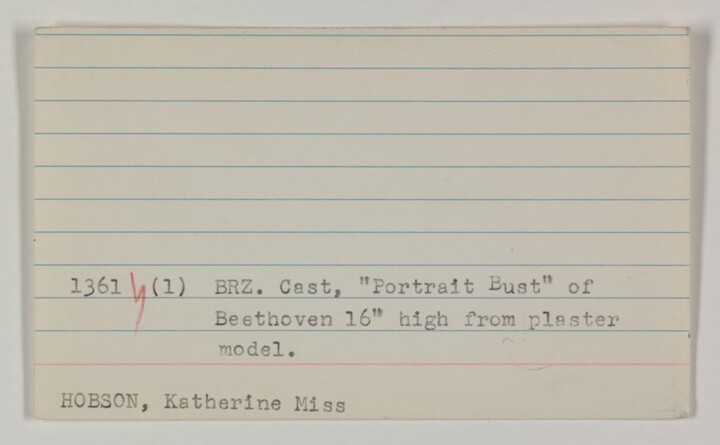 1361 (1) BRZ. Cast, "Portrait Bust" of
Beethoven 16" high from plaster
model.
HOBSON, Katherine Miss